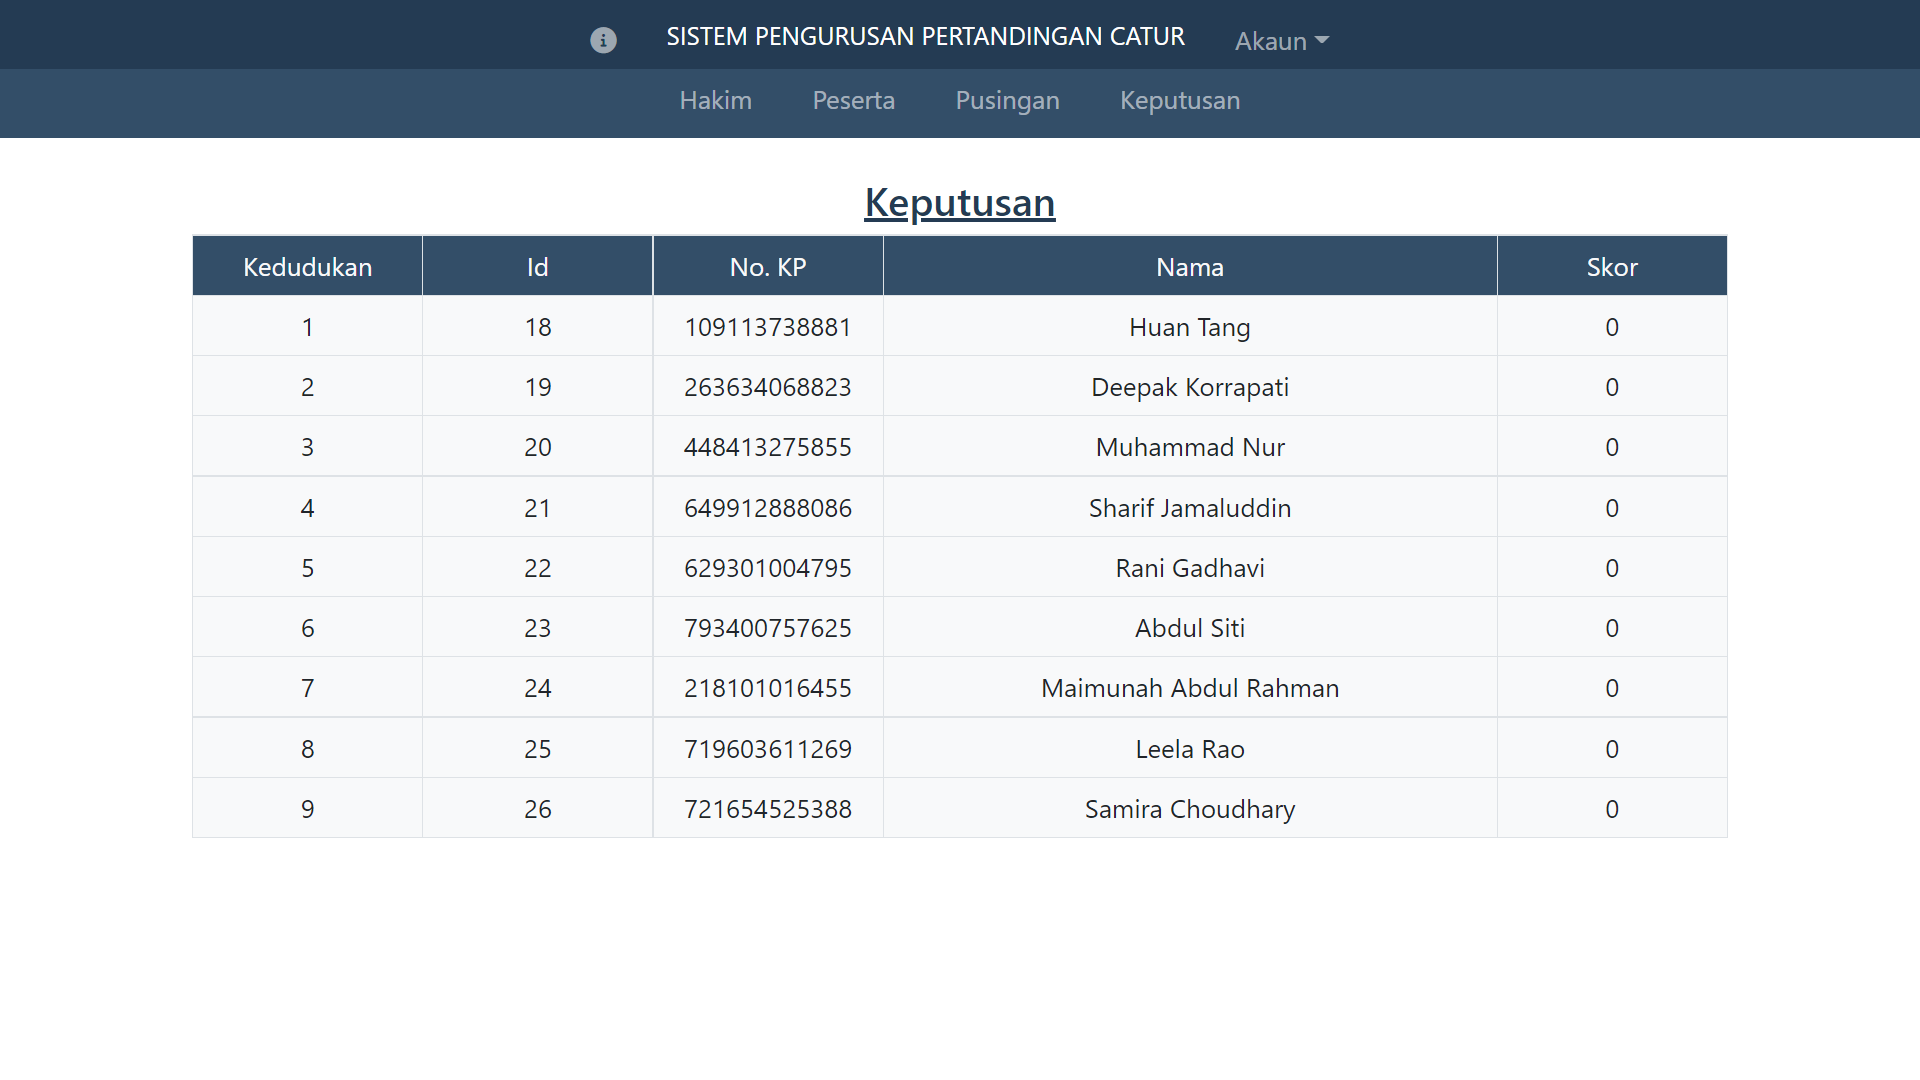 SISTEM PENGURUSAN PERTANDINGAN CATUR Akaun
Hakim Peserta Pusingan Keputusan
Keputusan
Kedudukan Id No. KP Nama Skor
1 18 109113738881 Huan Tang 0
2 19 263634068823 Deepak Korrapati 0
3 20 448413275855 Muhammad Nur 0
4 21 649912888086 Sharif Jamaluddin 0
5 22 629301004795 Rani Gadhavi 0
6 23 793400757625 Abdul Siti 0
7 24 218101016455 Maimunah Abdul Rahman 0
8 25 719603611269 Leela Rao 0
9 26 721654525388 Samira Choudhary 0